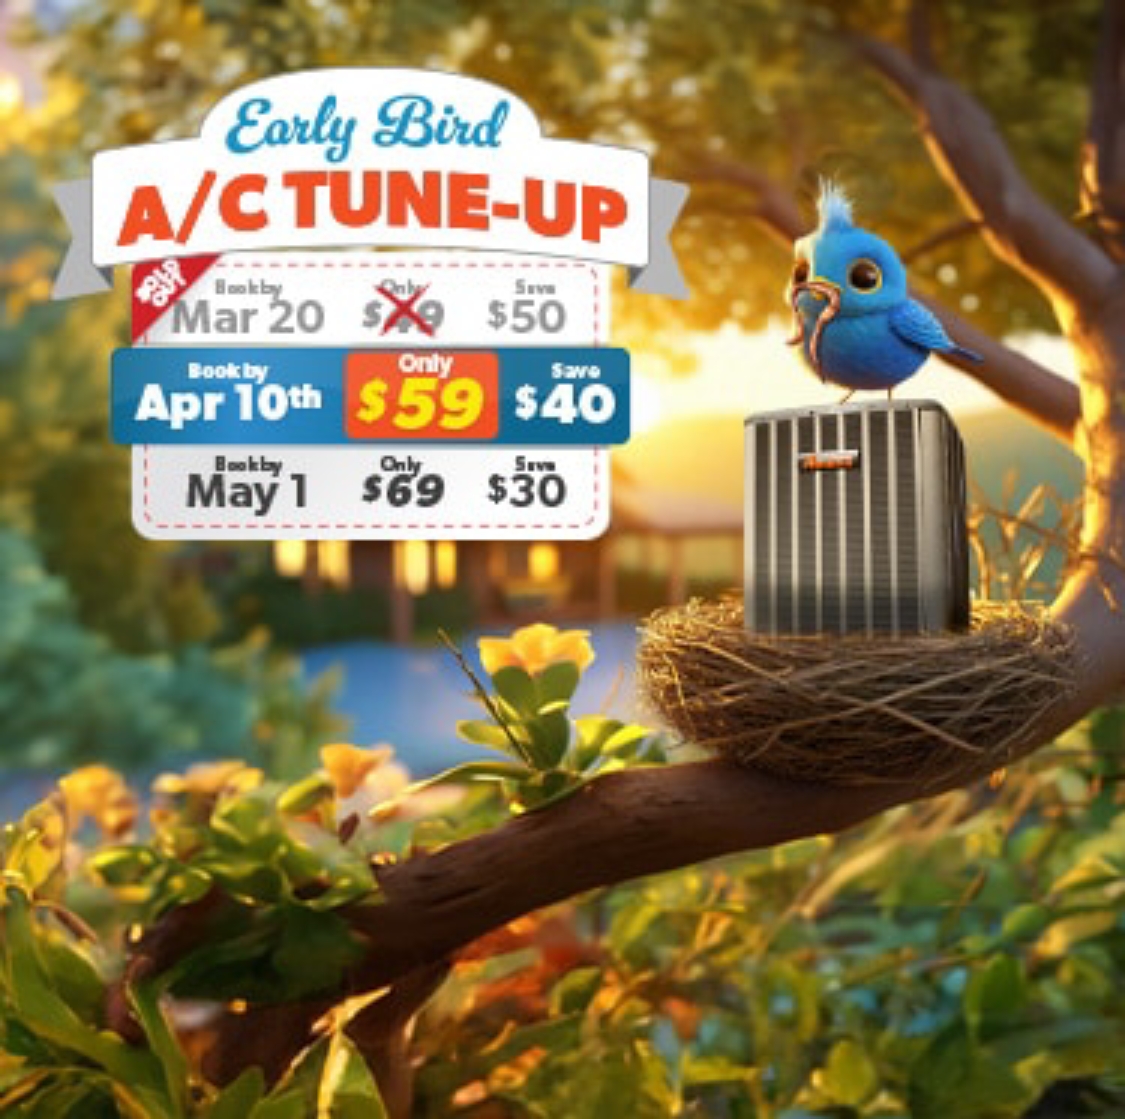 Early Bird
A/C TUNE-UP
SOLD OUT
Book by Only Save
Mar 20 $49 $50
Book by Only Save
Apr 10th $59 $40
Book by Only Save
May 1 $69 $30